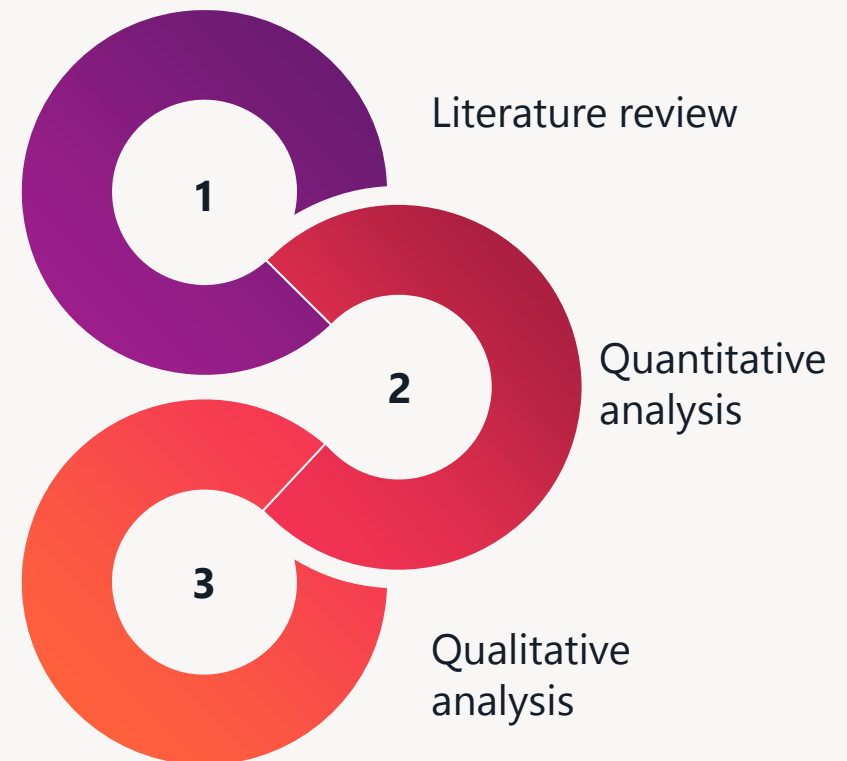 1
Literature review
2
Quantitative
analysis
3
Qualitative
analysis